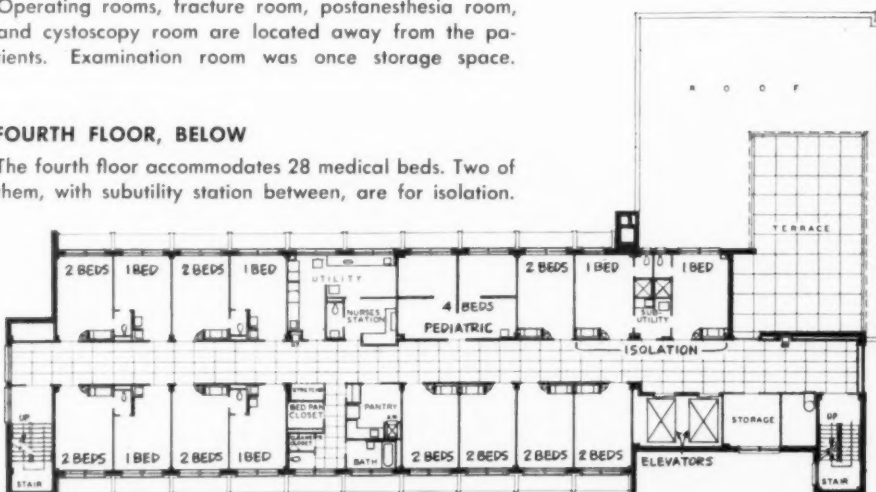 Operating rooms, fracture room, postanesthesia room,
and cystoscopy room are located away from the pa-
tients. Examination room was once storage space.
FOURTH FLOOR, BELOW
The fourth floor accommodates 28 medical beds. Two of
them, with subutility station between, are for isolation.
ROOF
TERRACE
2 BEDS 1 BED 2 BEDS 1 BED UTILITY 2 BEDS 1 BED 1 BED
NURSES
STATION
4 BEDS
PEDIATRIC
SUB-
UTILITY
ISOLATION
STRETCHER
BED PAN
CLOSET
PANTRY
CLOSET
BATH
UP
STAIR
2 BEDS 1 BED 2 BEDS 1 BED 2 BEDS 2 BEDS 2 BEDS 2 BEDS
ELEVATORS
STORAGE
STAIR